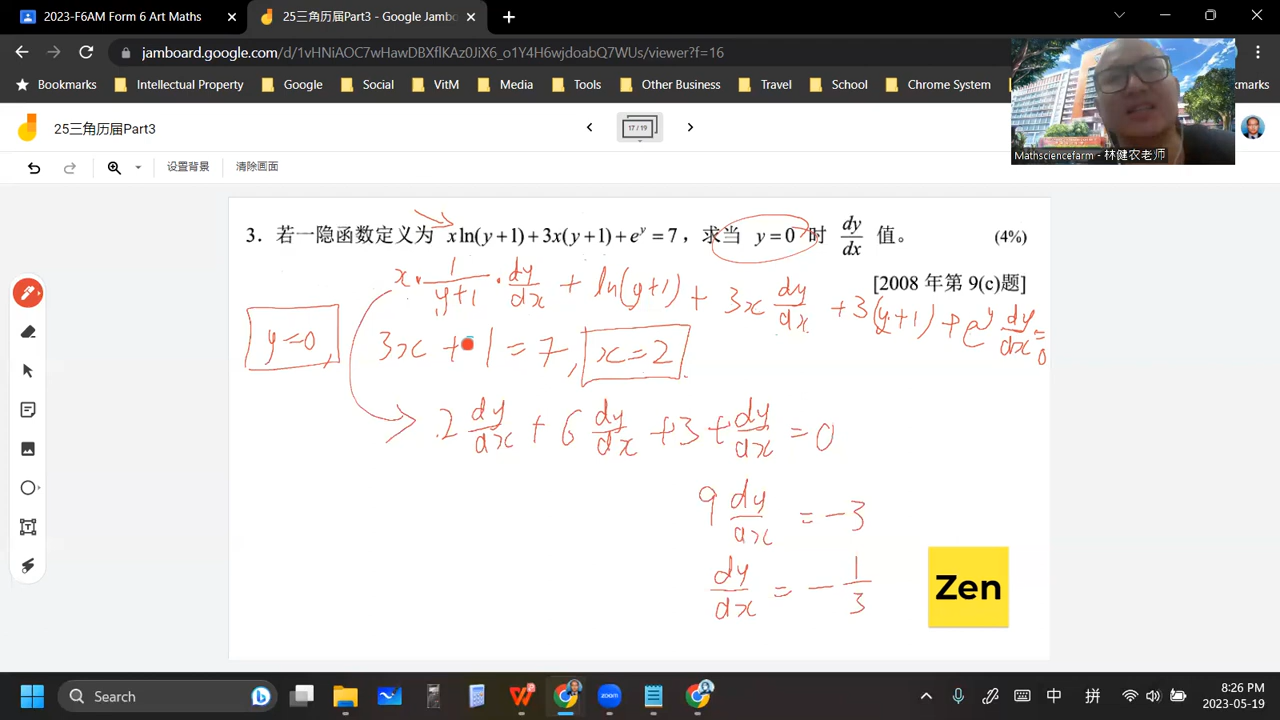 2023-F6AM Form 6 Art Maths
25三角历届Part3 - Google Jambo
jamboard.google.com/d/1vHNiAQC7wHawDBXflKAz0JiX6_o1Y4H6wjdoabQ7WUs/viewer?f=16
Bookmarks
Intellectual Property
Google
Social
VitM
Media
Tools
Other Business
Travel
School
Chrome System
Bookmarks
25三角历届Part3
17 / 19
设置背景
清除画面
Mathsciencefarm - 林健农老师
3. 若一隐函数定义为 x ln(y+1)+3x(y+1)+e^y = 7，求当 y=0 时 dy/dx 值。 (4%)
[2008 年第 9(c)题]
x · 1/(y+1) · dy/dx + ln(y+1) + 3x dy/dx + 3(y+1) + e^y dy/dx = 0
y=0, 3x + 1 = 7, x=2
2 dy/dx + 6 dy/dx + 3 + dy/dx = 0
9 dy/dx = -3
dy/dx = - 1/3
Zen
Search
中
拼
8:26 PM
2023-05-19